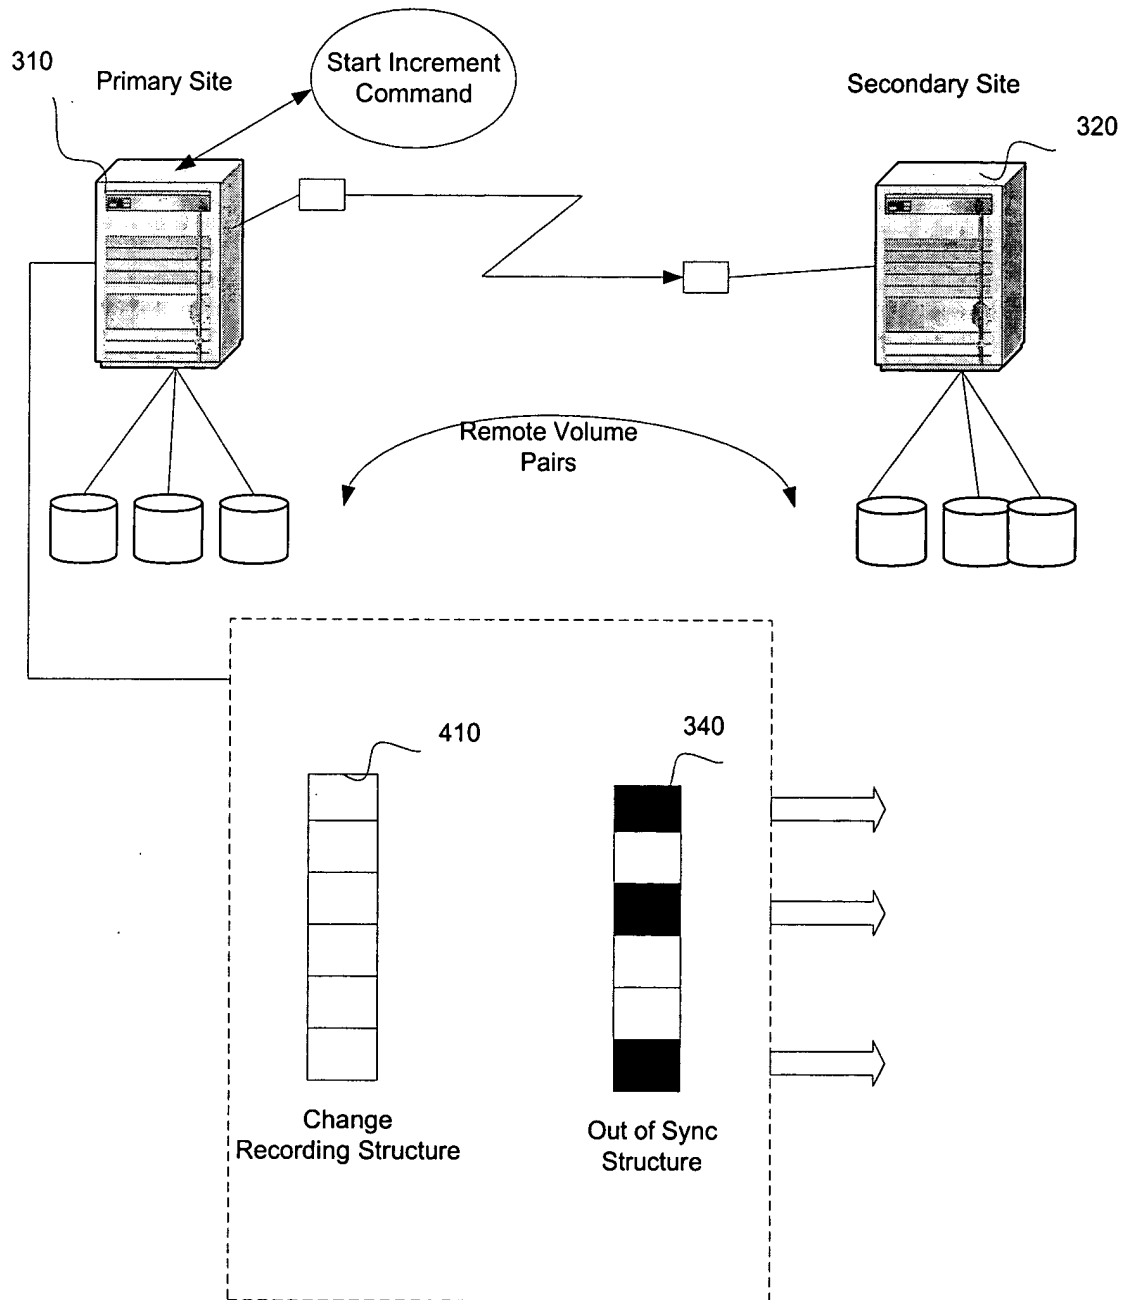 310
Primary Site
Start Increment
Command
Secondary Site
320
Remote Volume
Pairs
410
340
Change
Recording Structure
Out of Sync
Structure